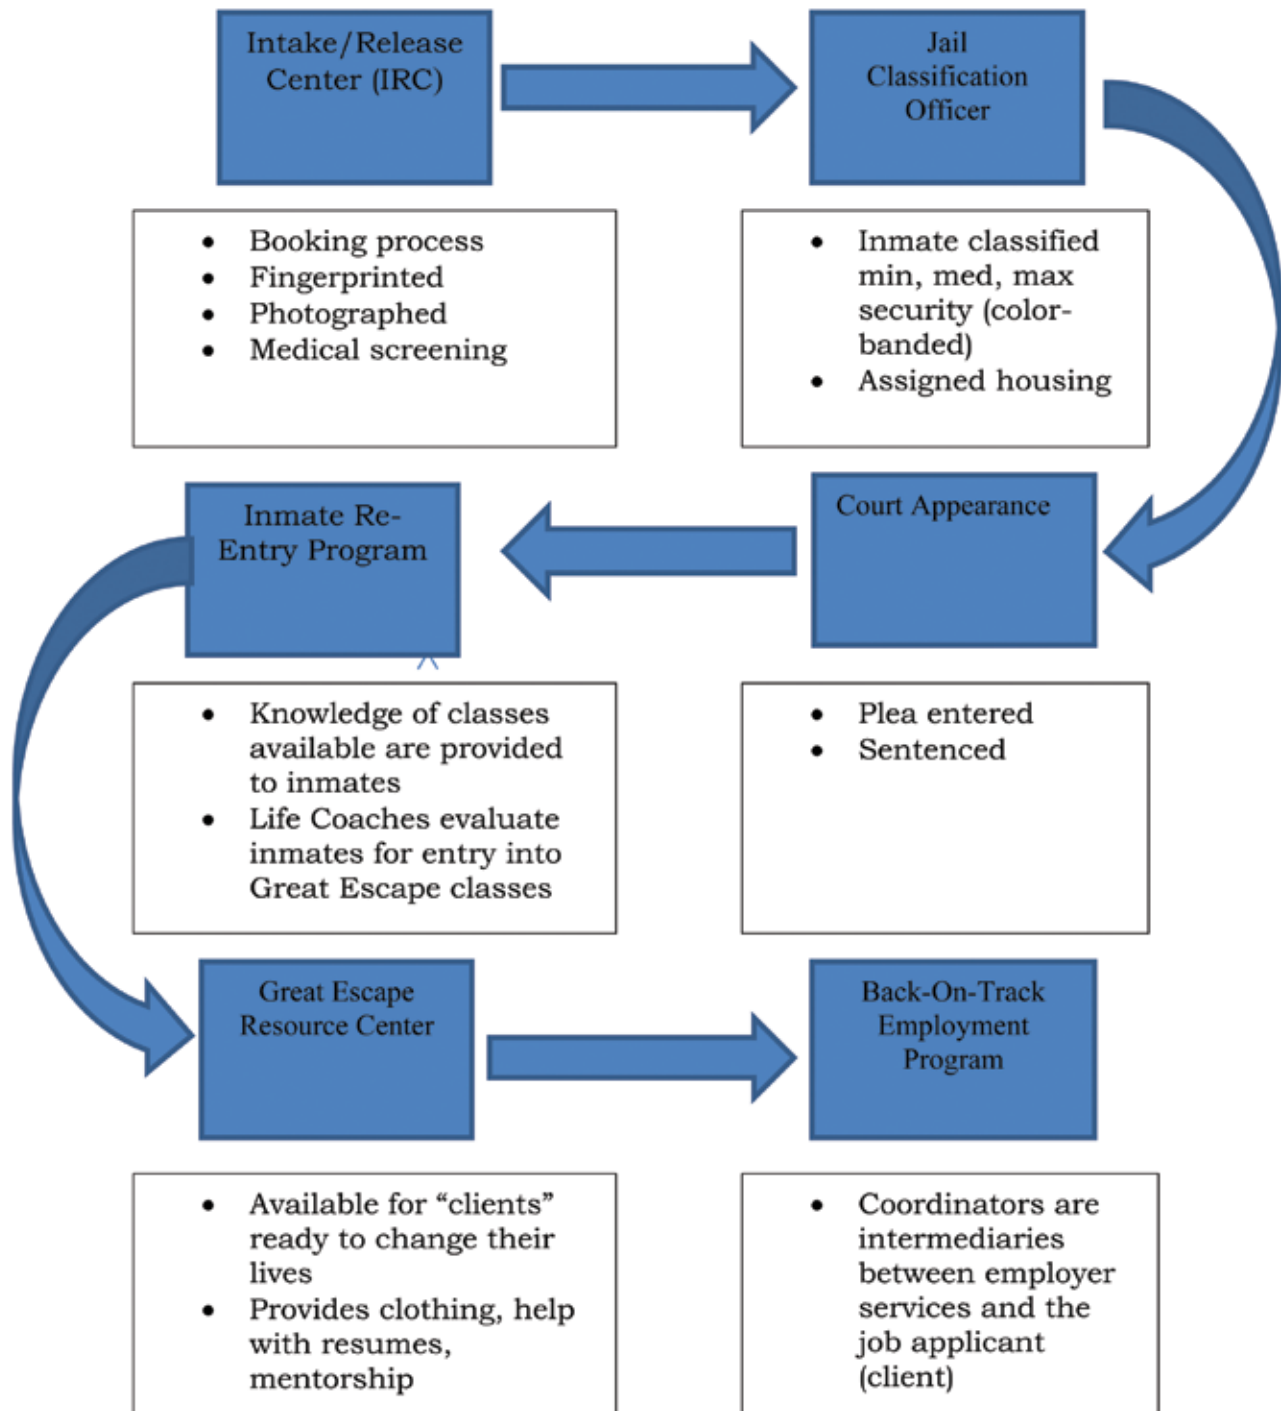 Intake/Release
Center (IRC)
Jail
Classification
Officer
• Booking process
• Fingerprinted
• Photographed
• Medical screening
• Inmate classified
min, med, max
security (color-
banded)
• Assigned housing
Court Appearance
Inmate Re-
Entry Program
• Plea entered
• Sentenced
• Knowledge of classes
available are provided
to inmates
• Life Coaches evaluate
inmates for entry into
Great Escape classes
Great Escape
Resource Center
Back-On-Track
Employment
Program
• Available for “clients”
ready to change their
lives
• Provides clothing, help
with resumes,
mentorship
• Coordinators are
intermediaries
between employer
services and the
job applicant
(client)